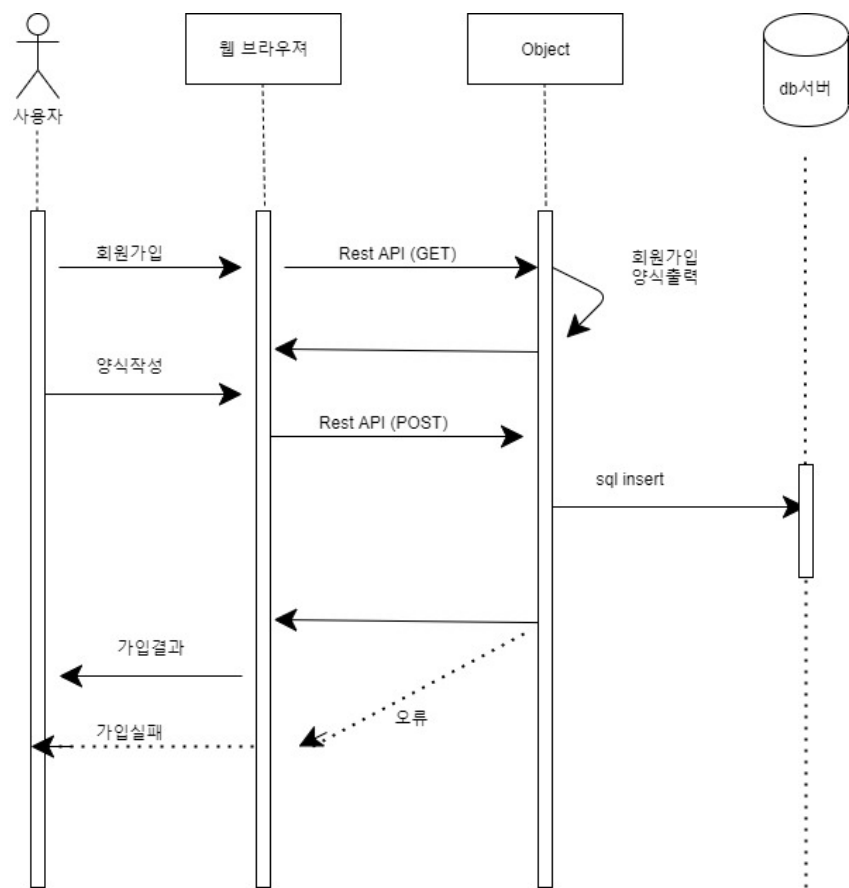 웹 브라우져
Object
db서버
사용자
회원가입
Rest API (GET)
회원가입
양식출력
양식작성
Rest API (POST)
sql insert
가입결과
오류
가입실패